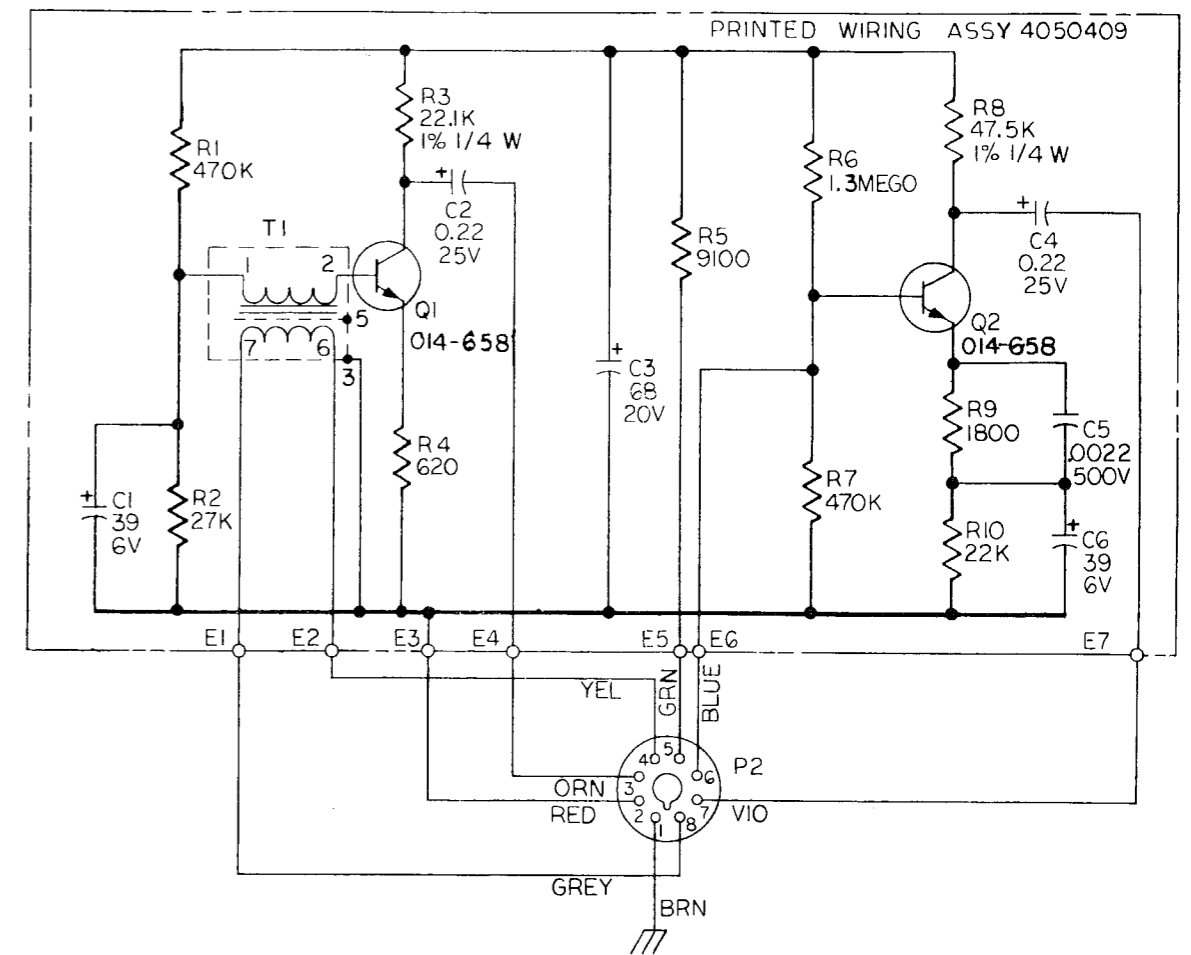 PRINTED WIRING ASSY 4050409
R3
22.1K
1% 1/4 W
R8
47.5K
1% 1/4 W
R1
470K
R6
1.3MEGO
+
C2
0.22
25V
+
C4
0.22
25V
T1
1 2
5
7 6
3
Q1
014-658
R5
9100
Q2
014-658
+
C3
68
20V
R4
620
R9
1800
C5
.0022
500V
+
C1
39
6V
R2
27K
R7
470K
R10
22K
+
C6
39
6V
E1 E2 E3 E4 E5 E6 E7
YEL
GRN
BLUE
4 5
3 6
2 7
1 8
P2
ORN
RED
VIO
GREY
BRN